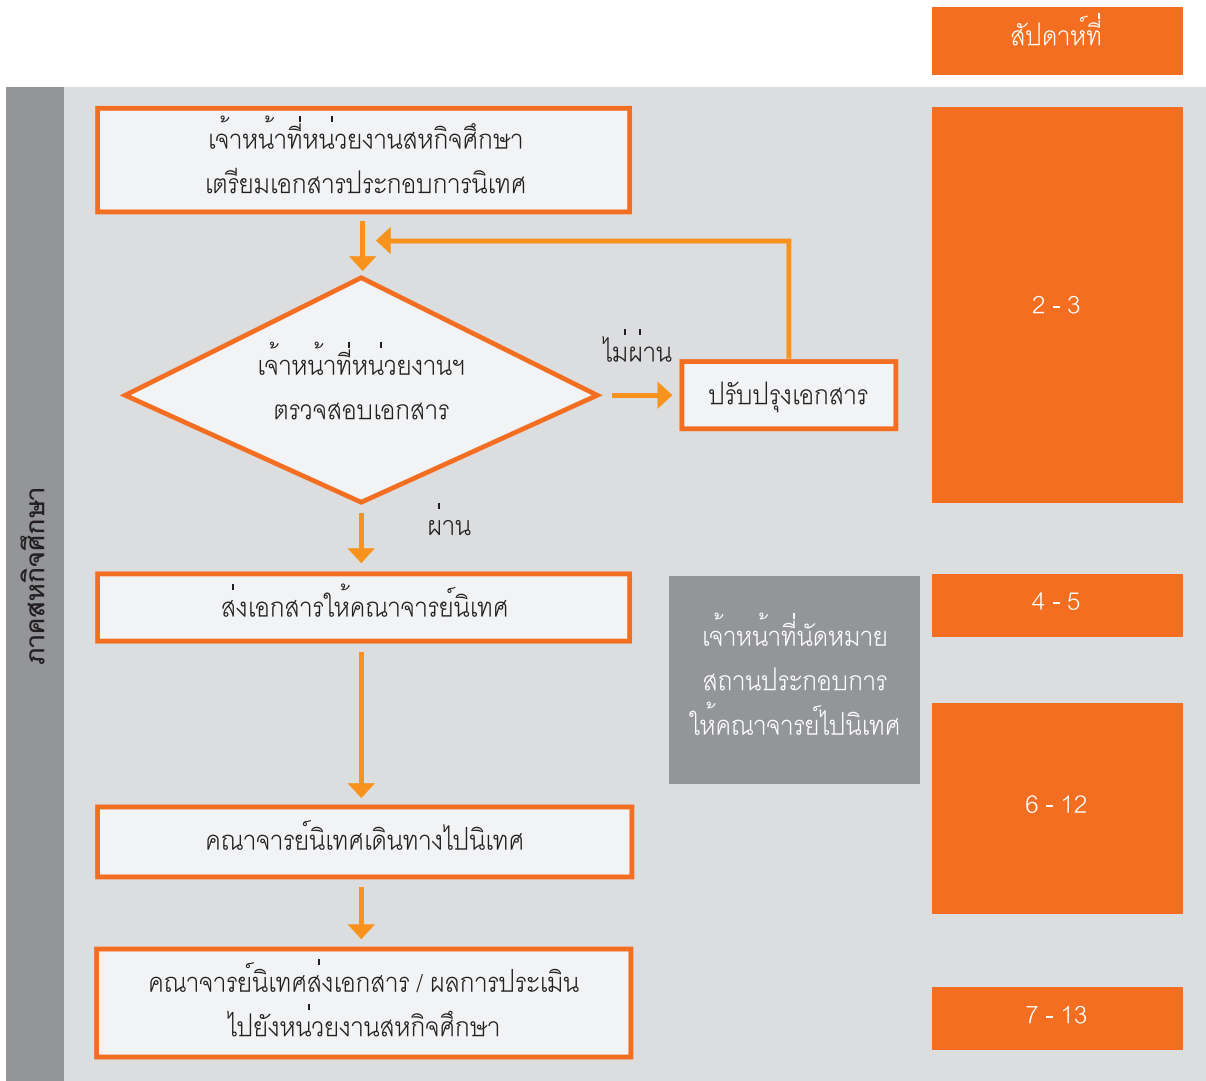 สัปดาห์ที่
ภาคสหกิจศึกษา
เจ้าหน้าที่หน่วยงานสหกิจศึกษา
เตรียมเอกสารประกอบการนิเทศ
2 - 3
เจ้าหน้าที่หน่วยงานฯ
ตรวจสอบเอกสาร
ไม่ผ่าน
ปรับปรุงเอกสาร
ผ่าน
ส่งเอกสารให้คณาจารย์นิเทศ
4 - 5
เจ้าหน้าที่นัดหมาย
สถานประกอบการ
ให้คณาจารย์ไปนิเทศ
คณาจารย์นิเทศเดินทางไปนิเทศ
6 - 12
คณาจารย์นิเทศส่งเอกสาร / ผลการประเมิน
ไปยังหน่วยงานสหกิจศึกษา
7 - 13